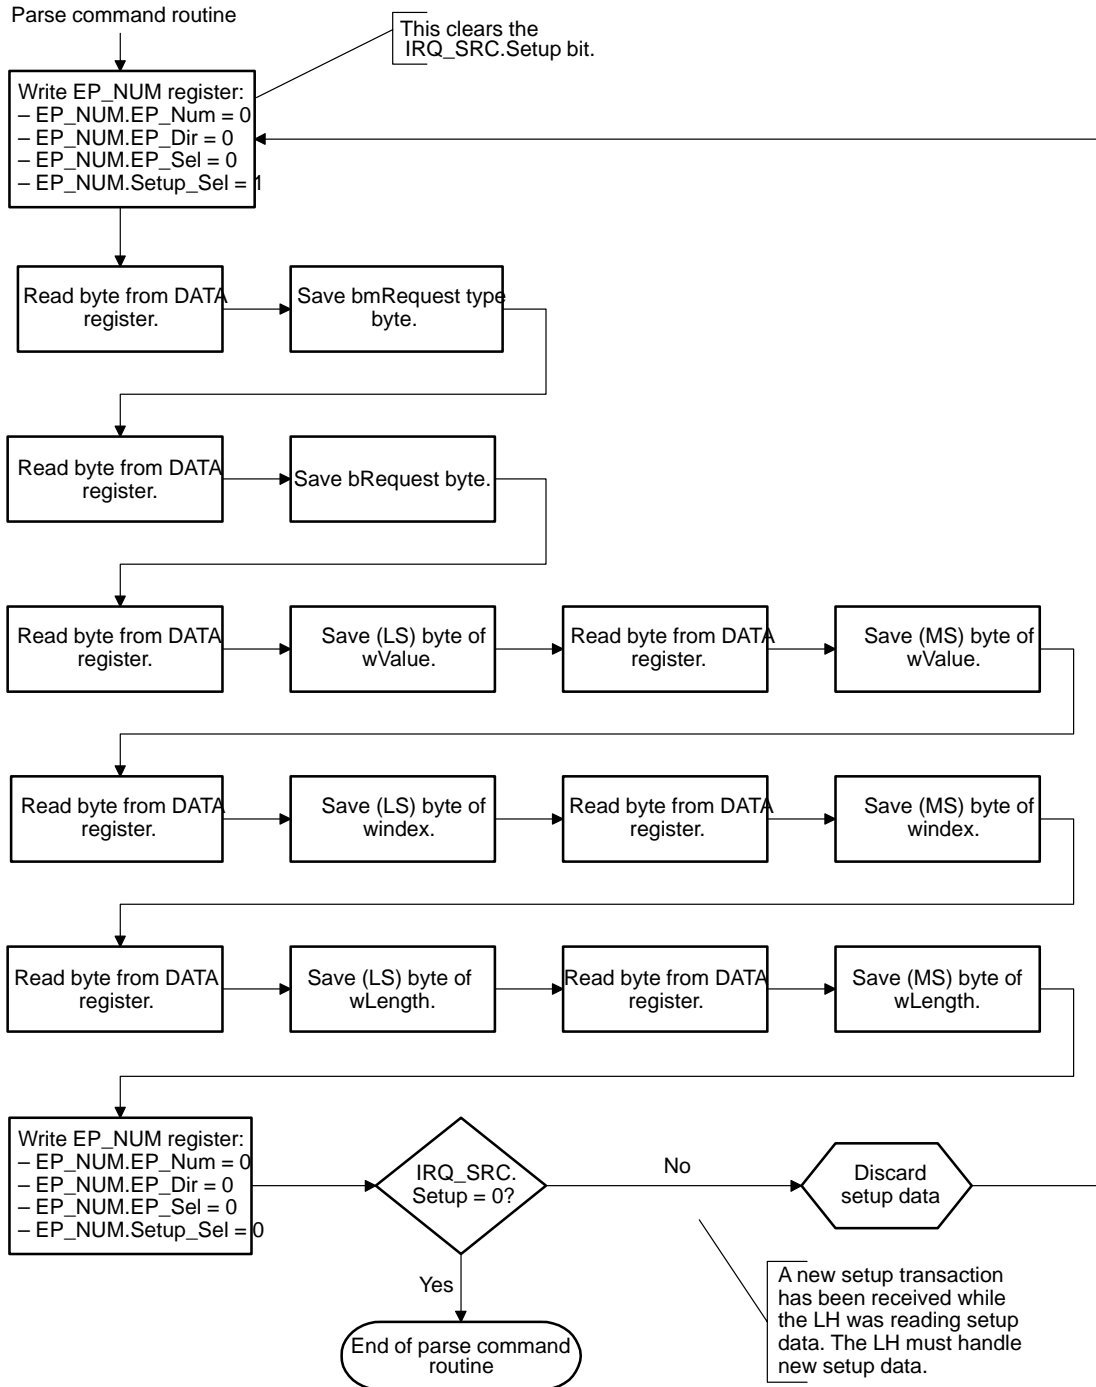 Parse command routine
This clears the
IRQ_SRC.Setup bit.
Write EP_NUM register:
– EP_NUM.EP_Num = 0
– EP_NUM.EP_Dir = 0
– EP_NUM.EP_Sel = 0
– EP_NUM.Setup_Sel = 1
Read byte from DATA
register.
Save bmRequest type
byte.
Read byte from DATA
register.
Save bRequest byte.
Read byte from DATA
register.
Save (LS) byte of
wValue.
Read byte from DATA
register.
Save (MS) byte of
wValue.
Read byte from DATA
register.
Save (LS) byte of
windex.
Read byte from DATA
register.
Save (MS) byte of
windex.
Read byte from DATA
register.
Save (LS) byte of
wLength.
Read byte from DATA
register.
Save (MS) byte of
wLength.
Write EP_NUM register:
– EP_NUM.EP_Num = 0
– EP_NUM.EP_Dir = 0
– EP_NUM.EP_Sel = 0
– EP_NUM.Setup_Sel = 0
IRQ_SRC.
Setup = 0?
No
Discard
setup data
Yes
End of parse command
routine
A new setup transaction
has been received while
the LH was reading setup
data. The LH must handle
new setup data.